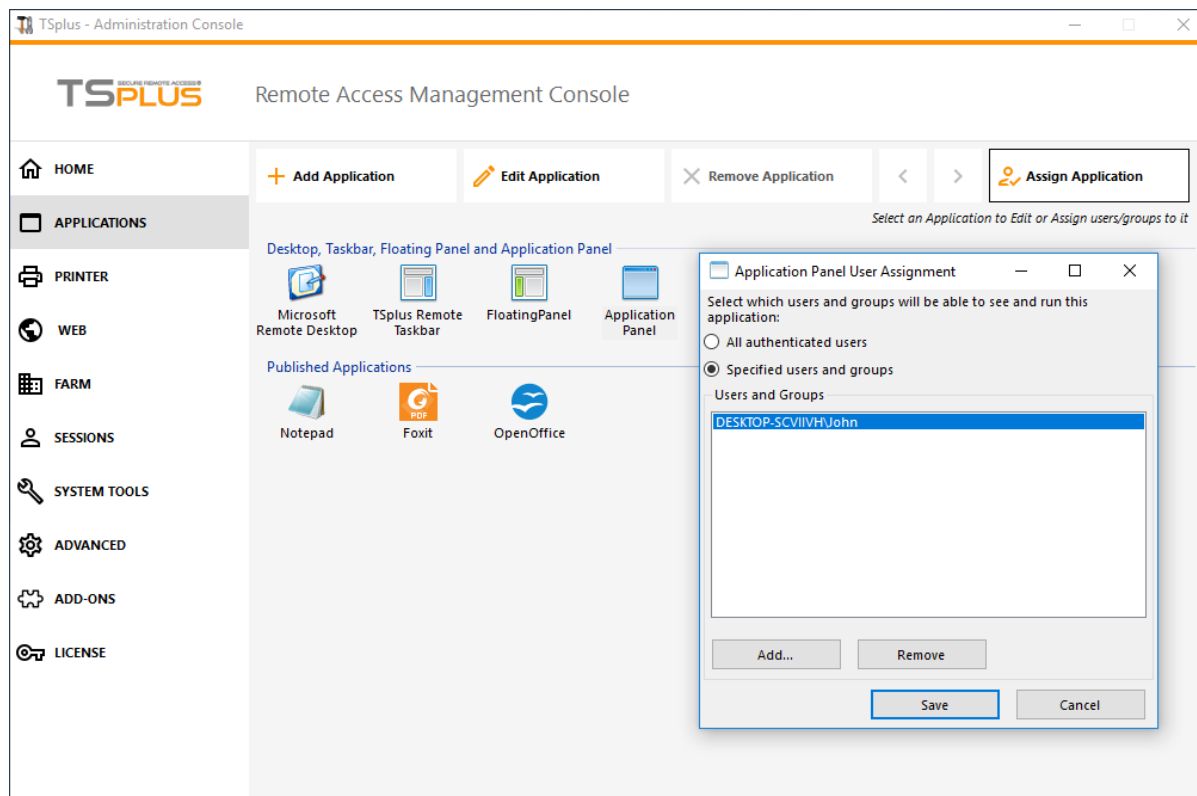 TSplus - Administration Console
TSPLUS SECURE REMOTE ACCESS®
Remote Access Management Console
HOME
APPLICATIONS
PRINTER
WEB
FARM
SESSIONS
SYSTEM TOOLS
ADVANCED
ADD-ONS
LICENSE
Add Application
Edit Application
Remove Application
Assign Application
Select an Application to Edit or Assign users/groups to it
Desktop, Taskbar, Floating Panel and Application Panel
Microsoft
Remote Desktop
TSplus Remote
Taskbar
FloatingPanel
Application
Panel
Published Applications
Notepad
PDF
Foxit
OpenOffice
Application Panel User Assignment
Select which users and groups will be able to see and run this
application:
All authenticated users
Specified users and groups
Users and Groups
DESKTOP-SCVIIVH\John
Add...
Remove
Save
Cancel